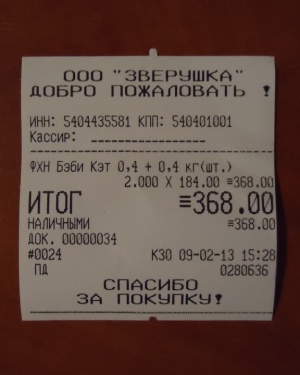 ООО "ЗВЕРУШКА"
ДОБРО ПОЖАЛОВАТЬ !
ИНН: 5404435581 КПП: 540401001
Кассир: _______________
ФХН Бэби Кэт 0,4 + 0,4 кг(шт.)
2.000 X 184.00 ≡368.00
ИТОГ ≡368.00
НАЛИЧНЫМИ ≡368.00
ДОК. 00000034
#0024 К30 09-02-13 15:28
ПД 0280636
СПАСИБО
ЗА ПОКУПКУ!